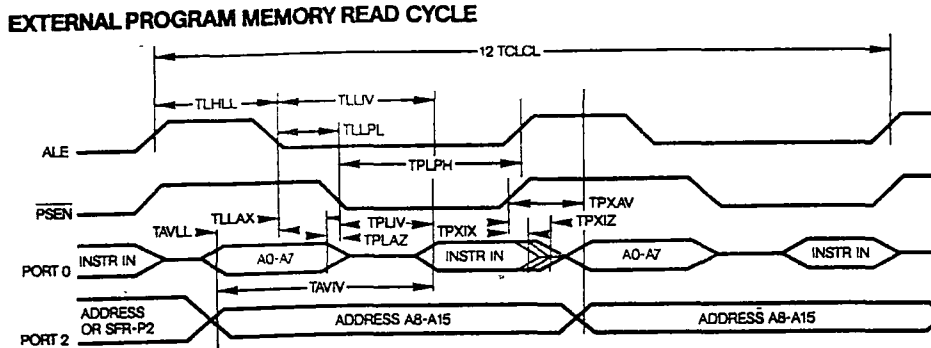 EXTERNAL PROGRAM MEMORY READ CYCLE
12 TCLCL
TLHLL
TLLIV
TLLPL
ALE
TPLPH
PSEN
TLLAX
TPLIV
TPXAV
TPXIZ
TAVLL
TPLAZ
TPXIX
PORT 0
INSTR IN
A0-A7
INSTR IN
A0-A7
INSTR IN
TAVIV
PORT 2
ADDRESS
OR SFR-P2
ADDRESS A8-A15
ADDRESS A8-A15